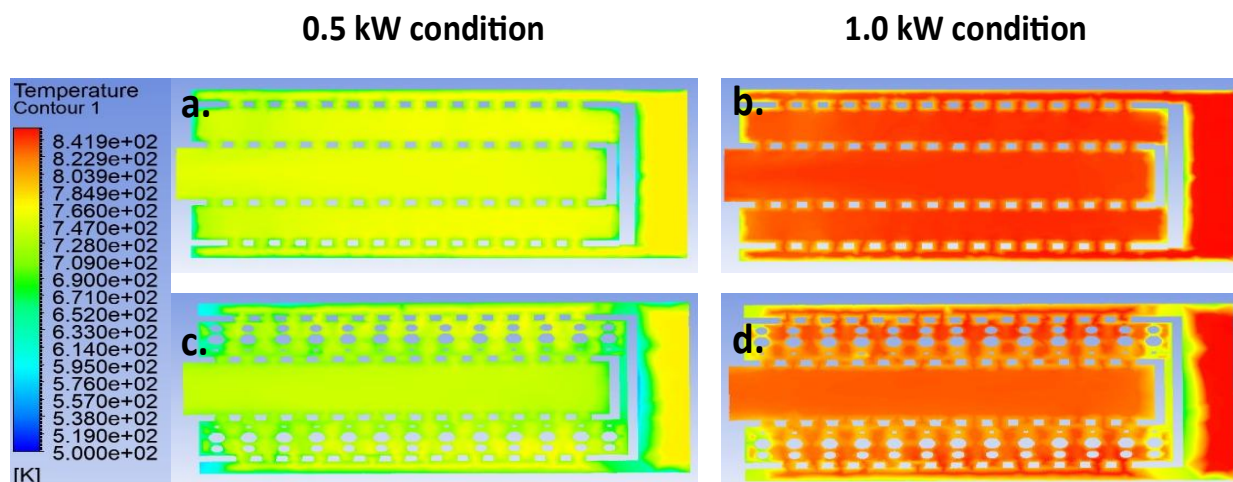 0.5 kW condition
1.0 kW condition
Temperature
Contour 1
8.419e+02
8.229e+02
8.039e+02
7.849e+02
7.660e+02
7.470e+02
7.280e+02
7.090e+02
6.900e+02
6.710e+02
6.520e+02
6.330e+02
6.140e+02
5.950e+02
5.760e+02
5.570e+02
5.380e+02
5.190e+02
5.000e+02
[K]
a.
b.
c.
d.